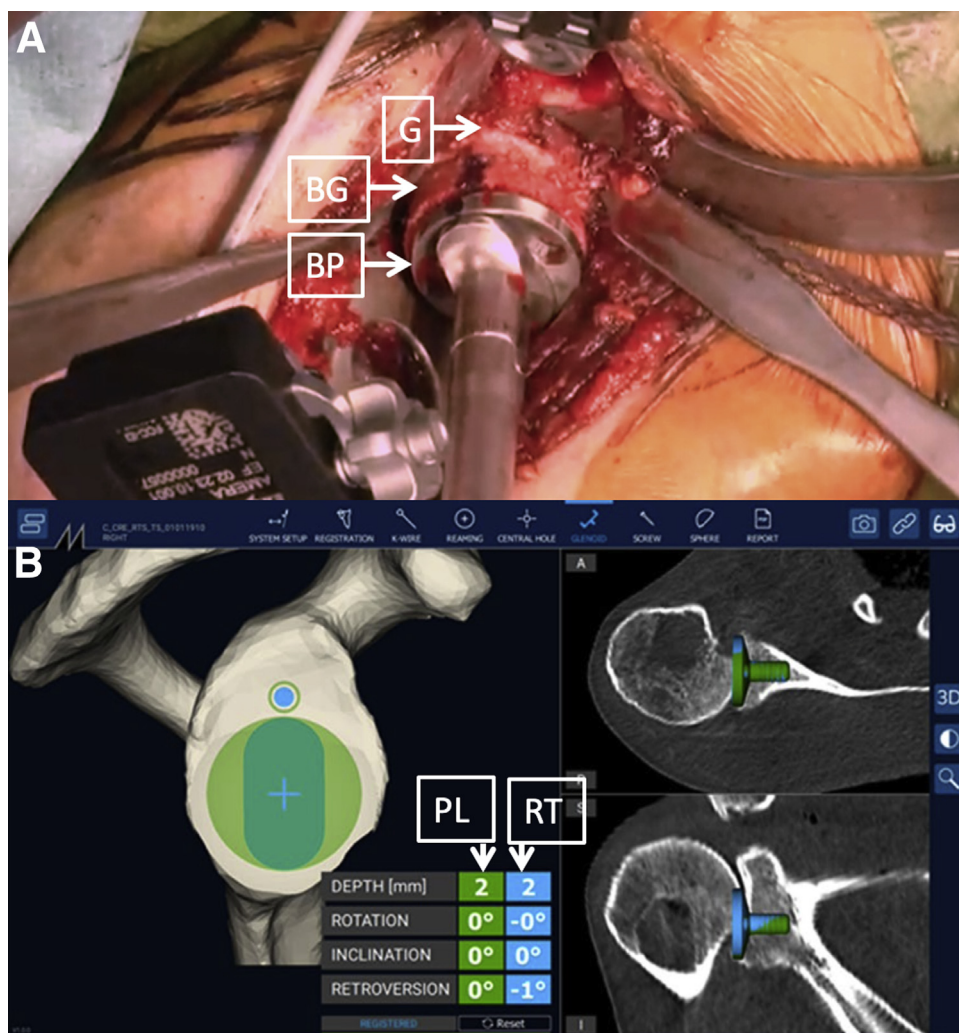 A
G
BG
BP
C_CRE_RTS_TS_01011910
RIGHT
SYSTEM SETUP
REGISTRATION
K-WIRE
REAMING
CENTRAL HOLE
GLENOID
SCREW
SPHERE
REPORT
B
A
3D
PL
RT
S
DEPTH [mm] 2 2
ROTATION 0° -0°
INCLINATION 0° 0°
RETROVERSION 0° -1°
REGISTERED
Reset
I